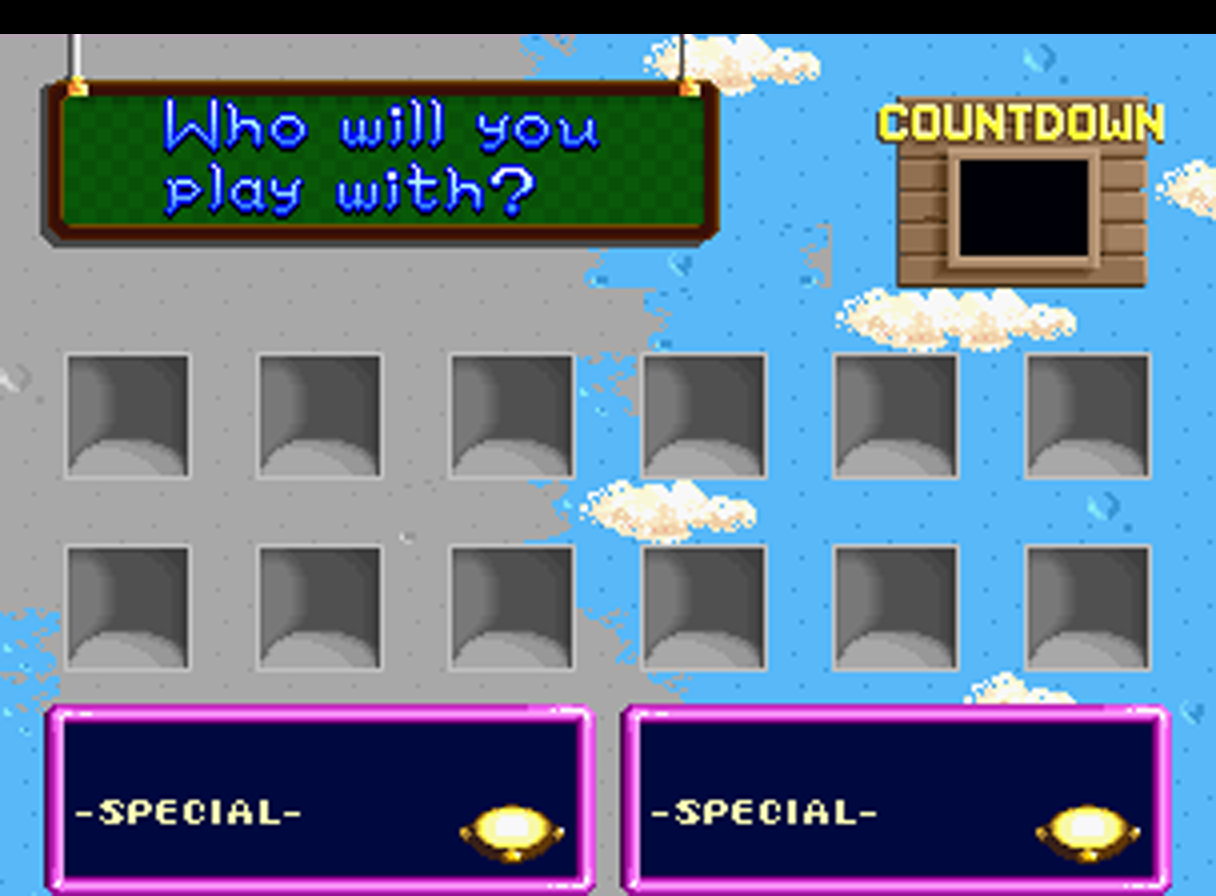 Who will you
play with?
COUNTDOWN
-SPECIAL-
-SPECIAL-